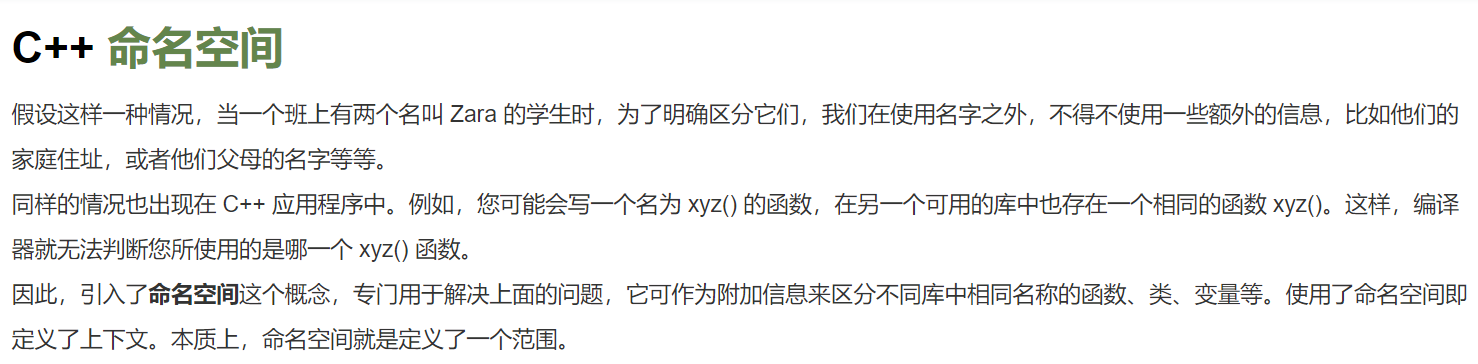 C++ 命名空间
假设这样一种情况，当一个班上有两个名叫 Zara 的学生时，为了明确区分它们，我们在使用名字之外，不得不使用一些额外的信息，比如他们的
家庭住址，或者他们父母的名字等等。
同样的情况也出现在 C++ 应用程序中。例如，您可能会写一个名为 xyz() 的函数，在另一个可用的库中也存在一个相同的函数 xyz()。这样，编译
器就无法判断您所使用的是哪一个 xyz() 函数。
因此，引入了命名空间这个概念，专门用于解决上面的问题，它可作为附加信息来区分不同库中相同名称的函数、类、变量等。使用了命名空间即
定义了上下文。本质上，命名空间就是定义了一个范围。